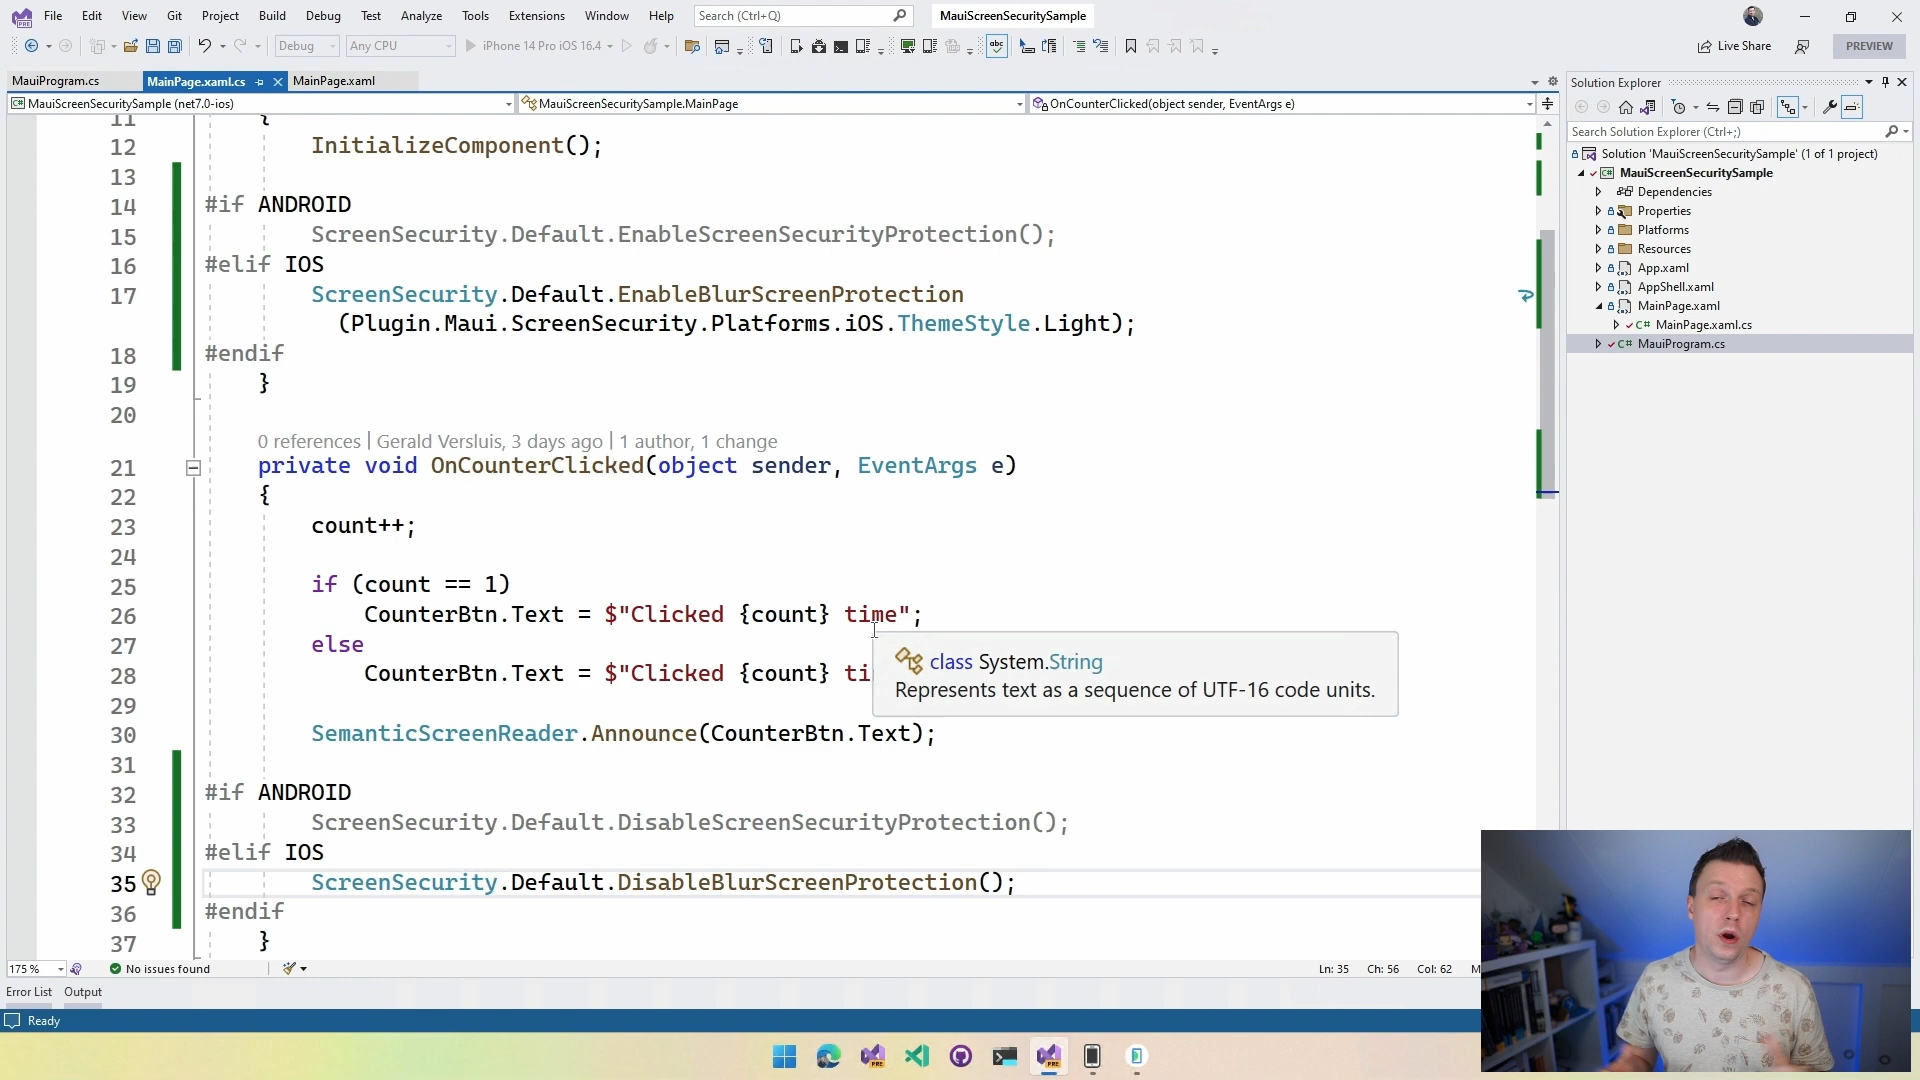 File Edit View Git Project Build Debug Test Analyze Tools Extensions Window Help Search (Ctrl+Q) MauiScreenSecuritySample
Debug Any CPU iPhone 14 Pro iOS 16.4 Live Share PREVIEW
MauiProgram.cs MainPage.xaml.cs MainPage.xaml
MauiScreenSecuritySample (net7.0-ios) MauiScreenSecuritySample.MainPage OnCounterClicked(object sender, EventArgs e)
11 {
12 InitializeComponent();
13
14 #if ANDROID
15 ScreenSecurity.Default.EnableScreenSecurityProtection();
16 #elif IOS
17 ScreenSecurity.Default.EnableBlurScreenProtection
(Plugin.Maui.ScreenSecurity.Platforms.iOS.ThemeStyle.Light);
18 #endif
19 }
20
0 references | Gerald Versluis, 3 days ago | 1 author, 1 change
21 private void OnCounterClicked(object sender, EventArgs e)
22 {
23 count++;
24
25 if (count == 1)
26 CounterBtn.Text = $"Clicked {count} time";
27 else
28 CounterBtn.Text = $"Clicked {count} ti
class System.String
Represents text as a sequence of UTF-16 code units.
29
30 SemanticScreenReader.Announce(CounterBtn.Text);
31
32 #if ANDROID
33 ScreenSecurity.Default.DisableScreenSecurityProtection();
34 #elif IOS
35 ScreenSecurity.Default.DisableBlurScreenProtection();
36 #endif
37 }
175 % No issues found Ln: 35 Ch: 56 Col: 62 M
Error List Output
Ready
Solution Explorer
Search Solution Explorer (Ctrl+;)
Solution 'MauiScreenSecuritySample' (1 of 1 project)
MauiScreenSecuritySample
Dependencies
Properties
Platforms
Resources
App.xaml
AppShell.xaml
MainPage.xaml
C# MainPage.xaml.cs
C# MauiProgram.cs